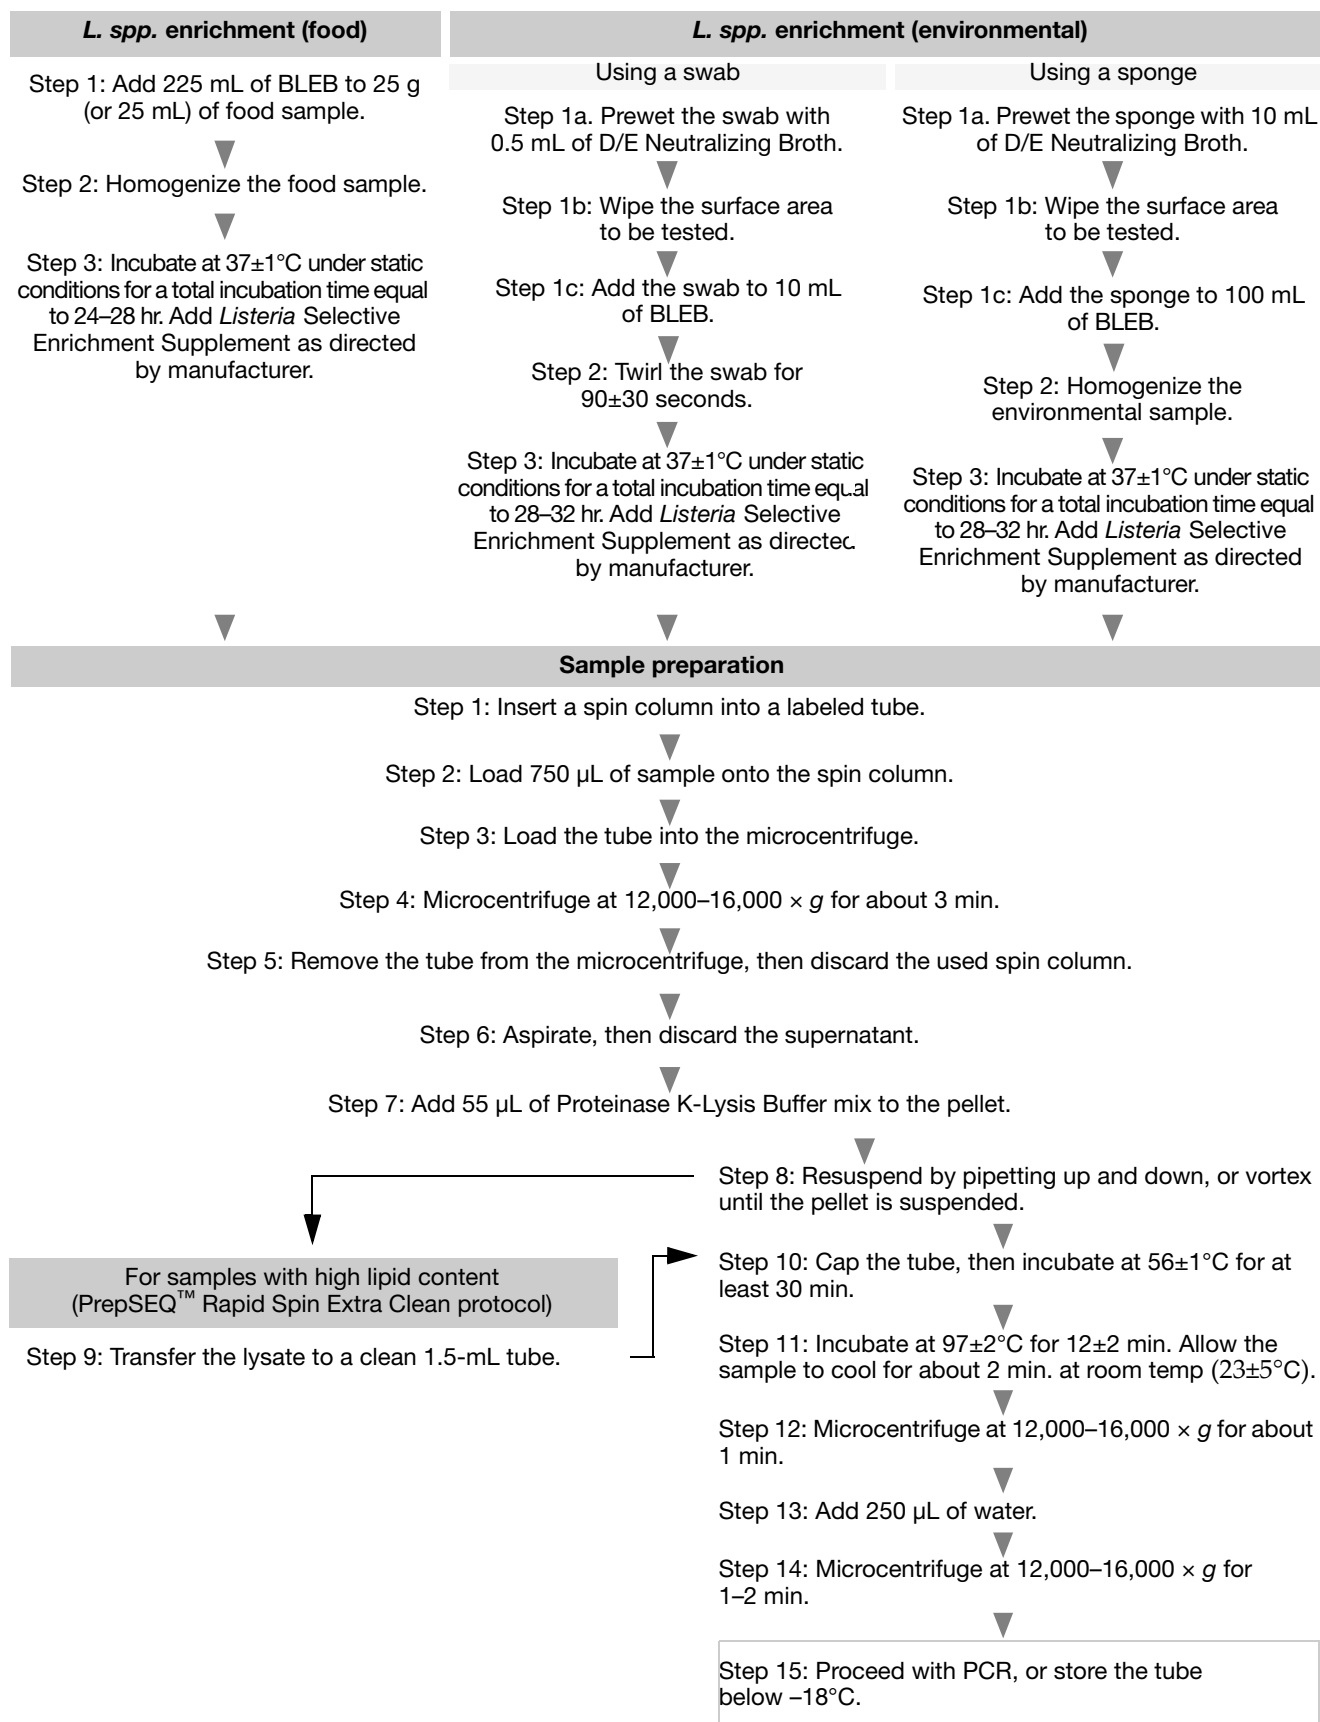 L. spp. enrichment (food)
Step 1: Add 225 mL of BLEB to 25 g
(or 25 mL) of food sample.
Step 2: Homogenize the food sample.
Step 3: Incubate at 37±1°C under static
conditions for a total incubation time equal
to 24–28 hr. Add Listeria Selective
Enrichment Supplement as directed
by manufacturer.
L. spp. enrichment (environmental)
Using a swab
Step 1a. Prewet the swab with
0.5 mL of D/E Neutralizing Broth.
Step 1b: Wipe the surface area
to be tested.
Step 1c: Add the swab to 10 mL
of BLEB.
Step 2: Twirl the swab for
90±30 seconds.
Step 3: Incubate at 37±1°C under static
conditions for a total incubation time equal
to 28–32 hr. Add Listeria Selective
Enrichment Supplement as directed
by manufacturer.
Using a sponge
Step 1a. Prewet the sponge with 10 mL
of D/E Neutralizing Broth.
Step 1b: Wipe the surface area
to be tested.
Step 1c: Add the sponge to 100 mL
of BLEB.
Step 2: Homogenize the
environmental sample.
Step 3: Incubate at 37±1°C under static
conditions for a total incubation time equal
to 28–32 hr. Add Listeria Selective
Enrichment Supplement as directed
by manufacturer.
Sample preparation
Step 1: Insert a spin column into a labeled tube.
Step 2: Load 750 µL of sample onto the spin column.
Step 3: Load the tube into the microcentrifuge.
Step 4: Microcentrifuge at 12,000–16,000 × g for about 3 min.
Step 5: Remove the tube from the microcentrifuge, then discard the used spin column.
Step 6: Aspirate, then discard the supernatant.
Step 7: Add 55 µL of Proteinase K-Lysis Buffer mix to the pellet.
Step 8: Resuspend by pipetting up and down, or vortex
until the pellet is suspended.
For samples with high lipid content
(PrepSEQ™ Rapid Spin Extra Clean protocol)
Step 9: Transfer the lysate to a clean 1.5-mL tube.
Step 10: Cap the tube, then incubate at 56±1°C for at
least 30 min.
Step 11: Incubate at 97±2°C for 12±2 min. Allow the
sample to cool for about 2 min. at room temp (23±5°C).
Step 12: Microcentrifuge at 12,000–16,000 × g for about
1 min.
Step 13: Add 250 µL of water.
Step 14: Microcentrifuge at 12,000–16,000 × g for
1–2 min.
Step 15: Proceed with PCR, or store the tube
below –18°C.